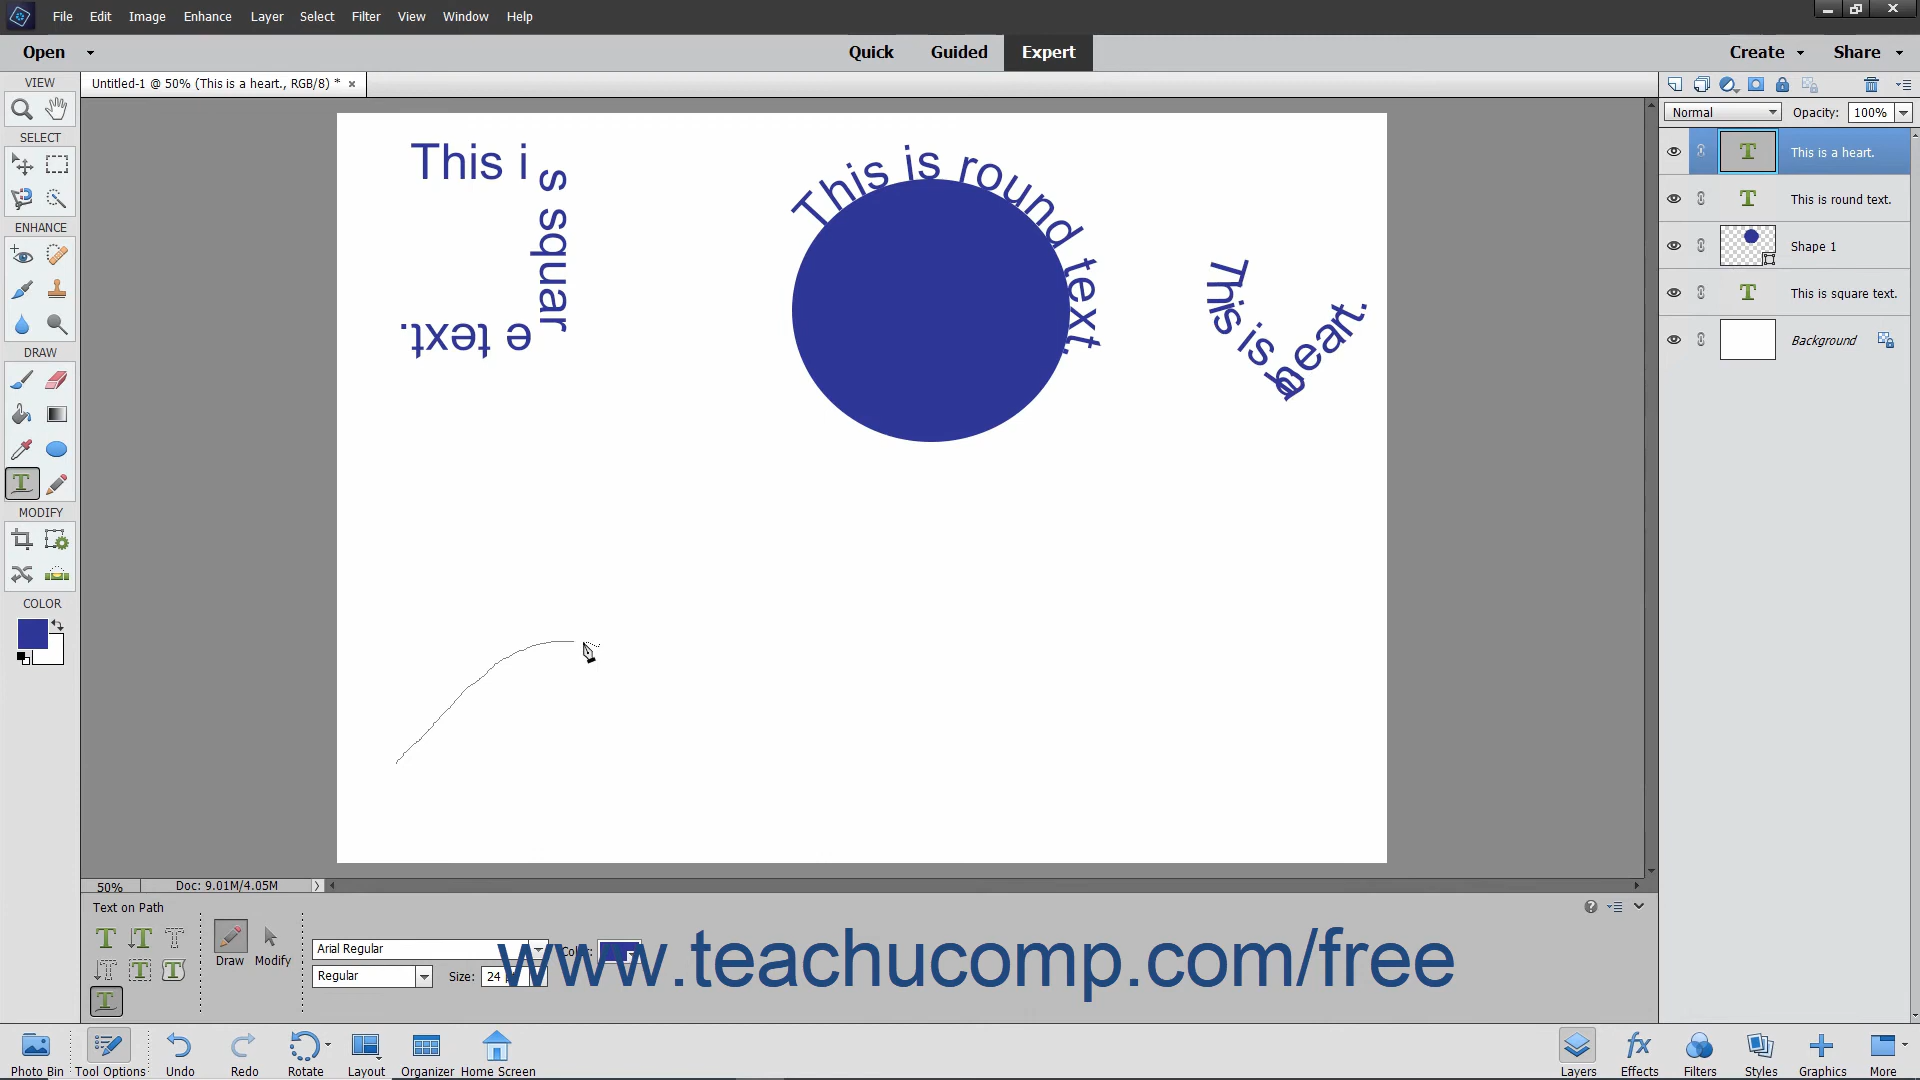 File Edit Image Enhance Layer Select Filter View Window Help
Open Quick Guided Expert Create Share
VIEW
Untitled-1 @ 50% (This is a heart., RGB/8) * ×
Normal Opacity: 100%
SELECT
This is a heart.
This is round text.
Shape 1
This is square text.
Background
ENHANCE
DRAW
MODIFY
COLOR
This is square text.
This is round text.
This is a heart.
50% Doc: 9.01M/4.05M
Text on Path
Draw Modify
Arial Regular Color:
Regular Size: 24
www.teachucomp.com/free
Photo Bin Tool Options Undo Redo Rotate Layout Organizer Home Screen Layers Effects Filters Styles Graphics More